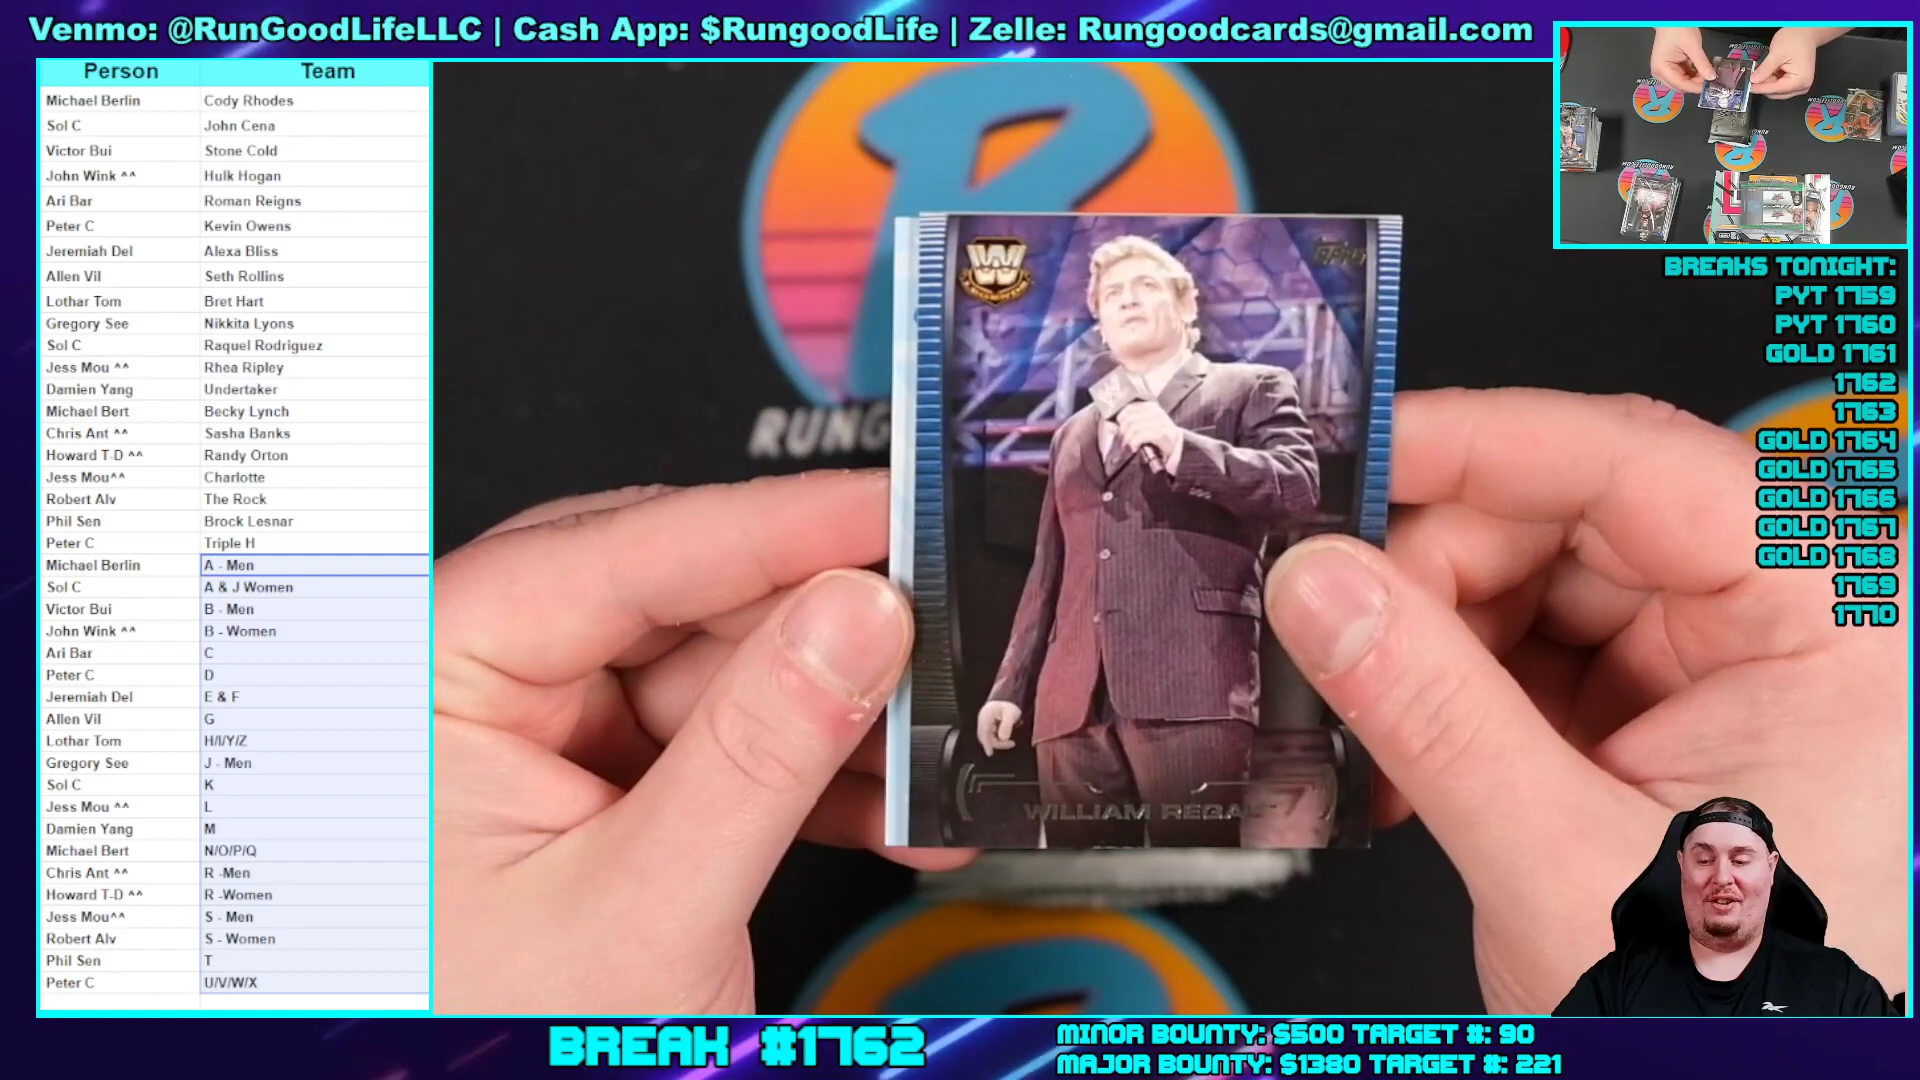 Venmo: @RunGoodLifeLLC | Cash App: $RungoodLife | Zelle: Rungoodcards@gmail.com
Person Team
Michael Berlin Cody Rhodes
Sol C John Cena
Victor Bui Stone Cold
John Wink ^^ Hulk Hogan
Ari Bar Roman Reigns
Peter C Kevin Owens
Jeremiah Del Alexa Bliss
Allen Vil Seth Rollins
Lothar Tom Bret Hart
Gregory See Nikkita Lyons
Sol C Raquel Rodriguez
Jess Mou ^^ Rhea Ripley
Damien Yang Undertaker
Michael Bert Becky Lynch
Chris Ant ^^ Sasha Banks
Howard T-D ^^ Randy Orton
Jess Mou^^ Charlotte
Robert Alv The Rock
Phil Sen Brock Lesnar
Peter C Triple H
Michael Berlin A - Men
Sol C A & J Women
Victor Bui B - Men
John Wink ^^ B - Women
Ari Bar C
Peter C D
Jeremiah Del E & F
Allen Vil G
Lothar Tom H/I/Y/Z
Gregory See J - Men
Sol C K
Jess Mou ^^ L
Damien Yang M
Michael Bert N/O/P/Q
Chris Ant ^^ R -Men
Howard T-D ^^ R -Women
Jess Mou^^ S - Men
Robert Alv S - Women
Phil Sen T
Peter C U/V/W/X
RUNG
TOPPS
WILLIAM REGAL
BREAKS TONIGHT:
PYT 1759
PYT 1760
GOLD 1761
1762
1763
GOLD 1764
GOLD 1765
GOLD 1766
GOLD 1767
GOLD 1768
1769
1770
BREAK #1762
MINOR BOUNTY: $500 TARGET #: 90
MAJOR BOUNTY: $1380 TARGET #: 221